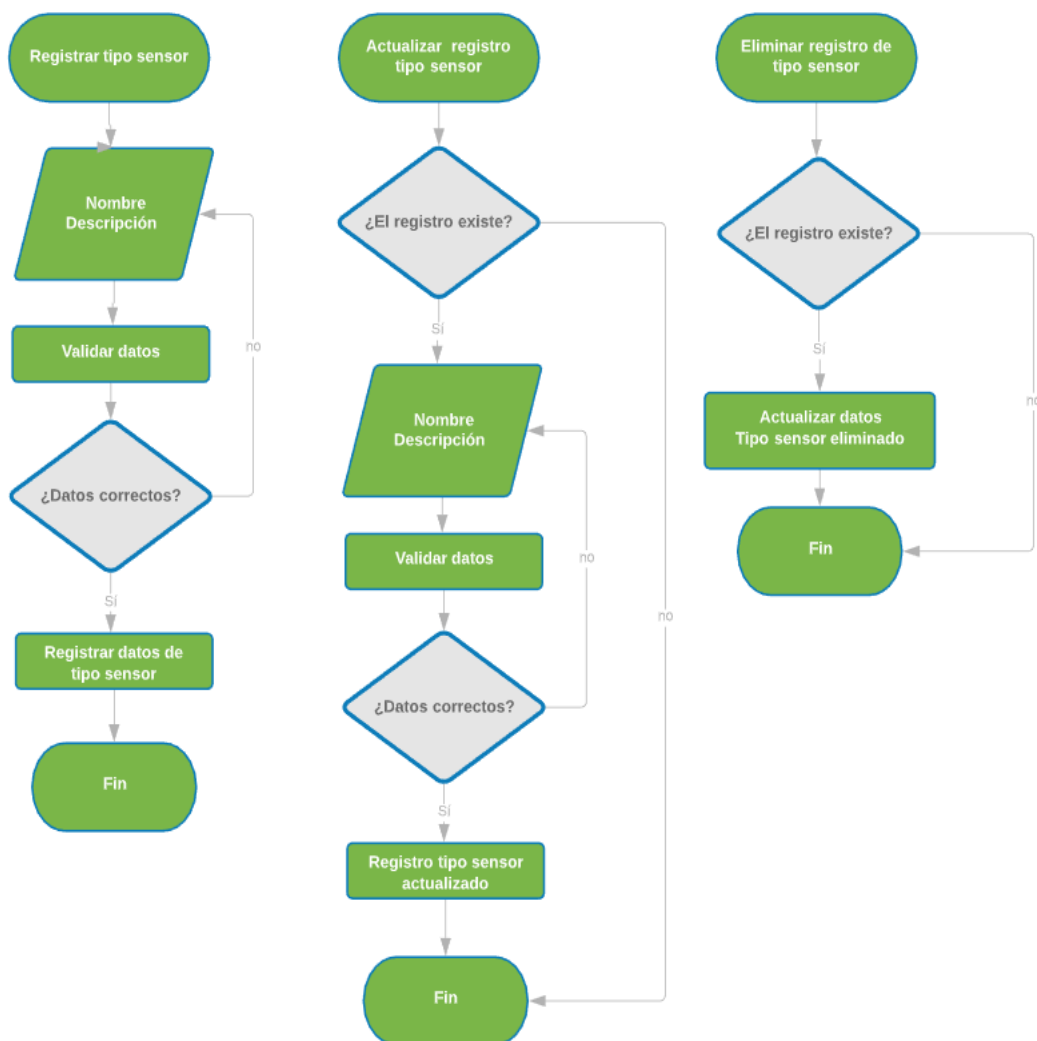 Registrar tipo sensor
Nombre
Descripción
Validar datos
no
¿Datos correctos?
Sí
Registrar datos de
tipo sensor
Fin
Actualizar registro
tipo sensor
¿El registro existe?
Sí
Nombre
Descripción
Validar datos
no
no
¿Datos correctos?
Sí
Registro tipo sensor
actualizado
Fin
Eliminar registro de
tipo sensor
¿El registro existe?
Sí
no
Actualizar datos
Tipo sensor eliminado
Fin